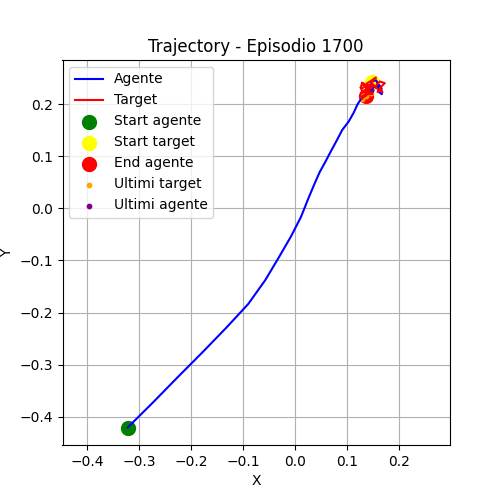 Trajectory - Episodio 1700
Agente
Target
Start agente
Start target
End agente
Ultimi target
Ultimi agente
0.2
0.1
0.0
−0.1
−0.2
−0.3
−0.4
Y
−0.4
−0.3
−0.2
−0.1
0.0
0.1
0.2
X